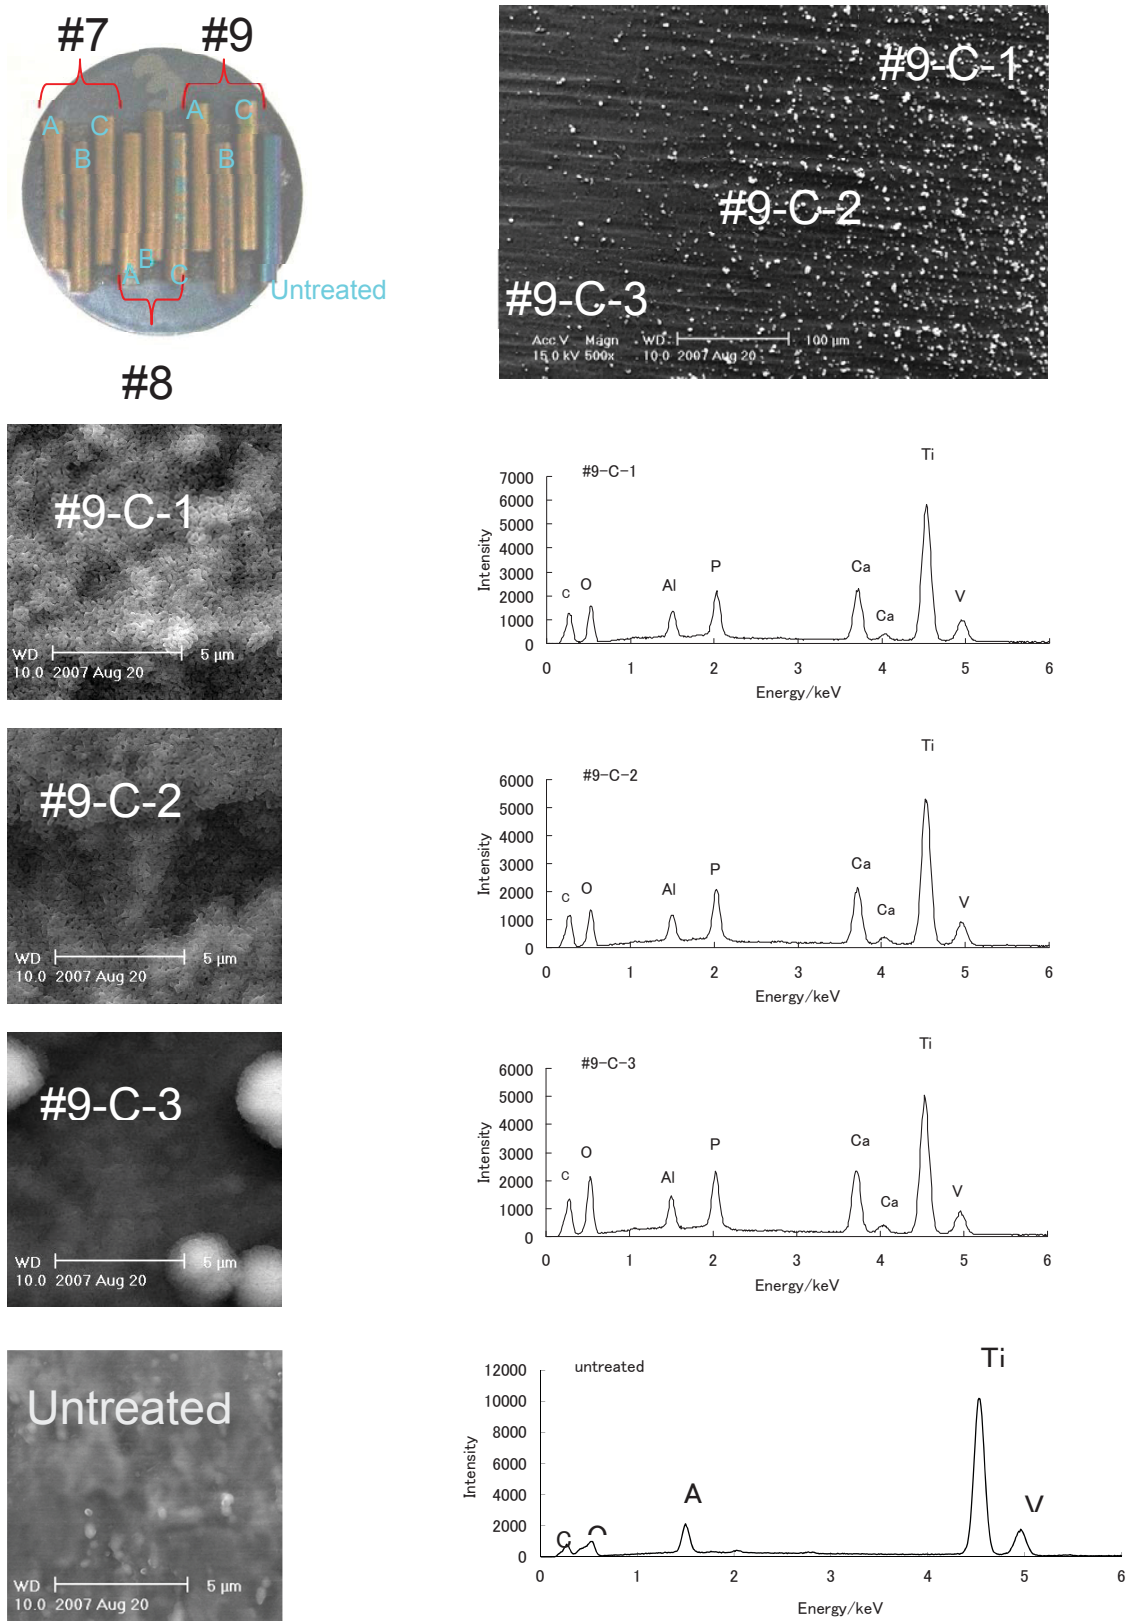 #7
#9
A
B
C
A
B
C
A
B
C
Untreated
#8
#9-C-1
#9-C-2
#9-C-3
Acc.V Magn WD 100 µm
15.0 kV 500x 10.0 2007 Aug 20
#9-C-1
WD 5 µm
10.0 2007 Aug 20
#9-C-1
Ti
C
O
Al
P
Ca
Ca
V
Intensity
7000
6000
5000
4000
3000
2000
1000
0
0 1 2 3 4 5 6
Energy/keV
#9-C-2
WD 5 µm
10.0 2007 Aug 20
#9-C-2
Ti
C
O
Al
P
Ca
Ca
V
Intensity
6000
5000
4000
3000
2000
1000
0
0 1 2 3 4 5 6
Energy/keV
#9-C-3
WD 5 µm
10.0 2007 Aug 20
#9-C-3
Ti
C
O
Al
P
Ca
Ca
V
Intensity
6000
5000
4000
3000
2000
1000
0
0 1 2 3 4 5 6
Energy/keV
Untreated
WD 5 µm
10.0 2007 Aug 20
untreated
Ti
C
O
A
V
Intensity
12000
10000
8000
6000
4000
2000
0
0 1 2 3 4 5 6
Energy/keV